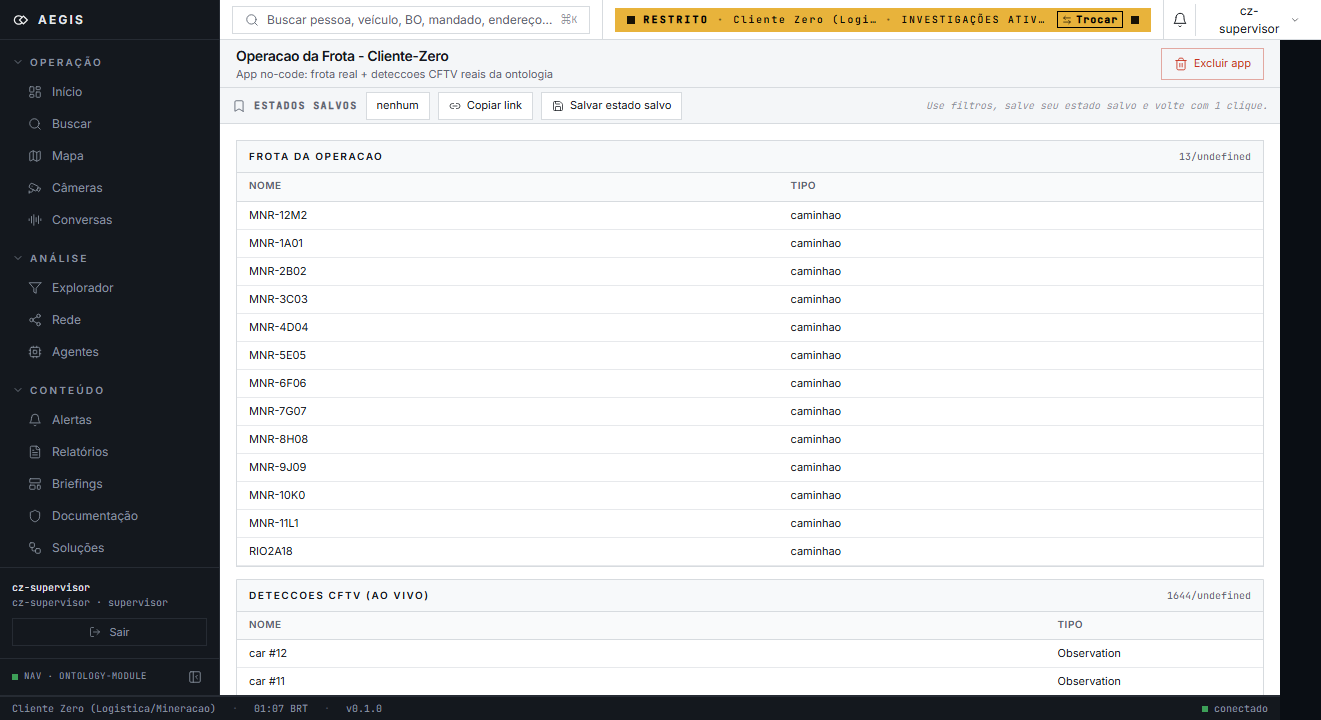 AEGIS
Buscar pessoa, veículo, BO, mandado, endereço... ⌘K
RESTRITO · Cliente Zero (Logi… · INVESTIGAÇÕES ATIV… Trocar
cz-supervisor
OPERAÇÃO
Início
Buscar
Mapa
Câmeras
Conversas
ANÁLISE
Explorador
Rede
Agentes
CONTEÚDO
Alertas
Relatórios
Briefings
Documentação
Soluções
cz-supervisor
cz-supervisor · supervisor
Sair
NAV · ONTOLOGY-MODULE
Operacao da Frota - Cliente-Zero
App no-code: frota real + deteccoes CFTV reais da ontologia
Excluir app
ESTADOS SALVOS nenhum Copiar link Salvar estado salvo Use filtros, salve seu estado salvo e volte com 1 clique.
FROTA DA OPERACAO 13/undefined
NOME TIPO
MNR-12M2 caminhao
MNR-1A01 caminhao
MNR-2B02 caminhao
MNR-3C03 caminhao
MNR-4D04 caminhao
MNR-5E05 caminhao
MNR-6F06 caminhao
MNR-7G07 caminhao
MNR-8H08 caminhao
MNR-9J09 caminhao
MNR-10K0 caminhao
MNR-11L1 caminhao
RIO2A18 caminhao
DETECCOES CFTV (AO VIVO) 1644/undefined
NOME TIPO
car #12 Observation
car #11 Observation
Cliente Zero (Logistica/Mineracao) · 01:07 BRT · v0.1.0 conectado